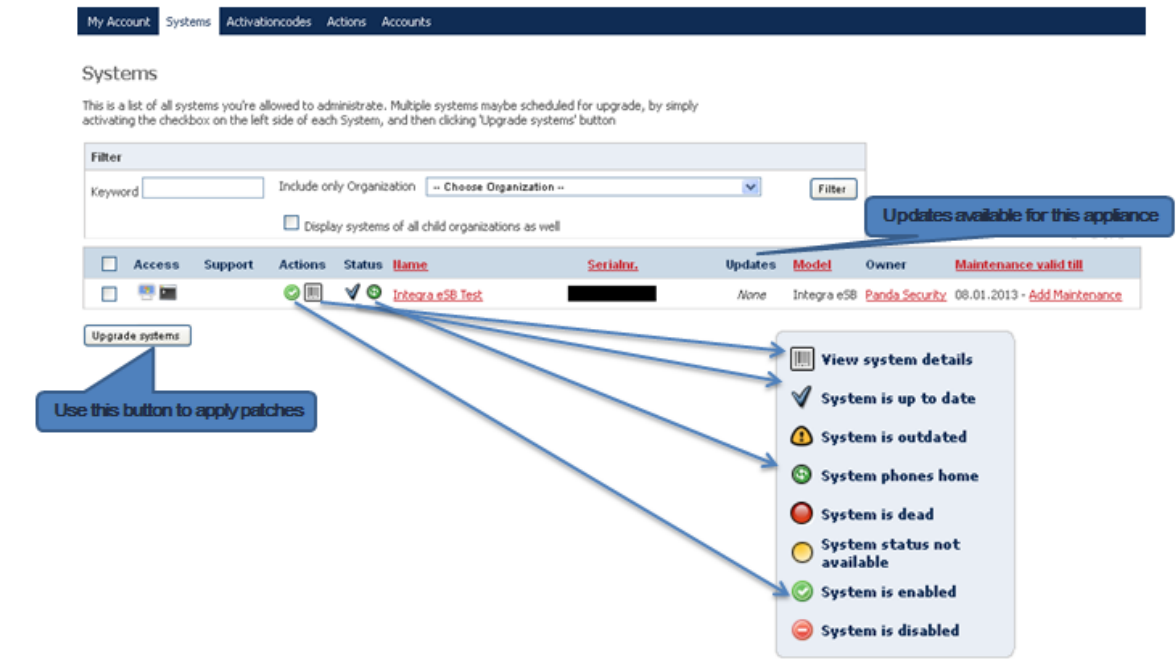 My Account Systems Activationcodes Actions Accounts
Systems
This is a list of all systems you're allowed to administrate. Multiple systems maybe scheduled for upgrade, by simply
activating the checkbox on the left side of each System, and then clicking 'Upgrade systems' button
Filter
Keyword Include only Organization -- Choose Organization -- Filter
Display systems of all child organizations as well
Updates available for this appliance
Access Support Actions Status Name Serialnr. Updates Model Owner Maintenance valid till
Integra eSB Test None Integra eSB Panda Security 08.01.2013 - Add Maintenance
Upgrade systems
Use this button to apply patches
View system details
System is up to date
System is outdated
System phones home
System is dead
System status not
available
System is enabled
System is disabled